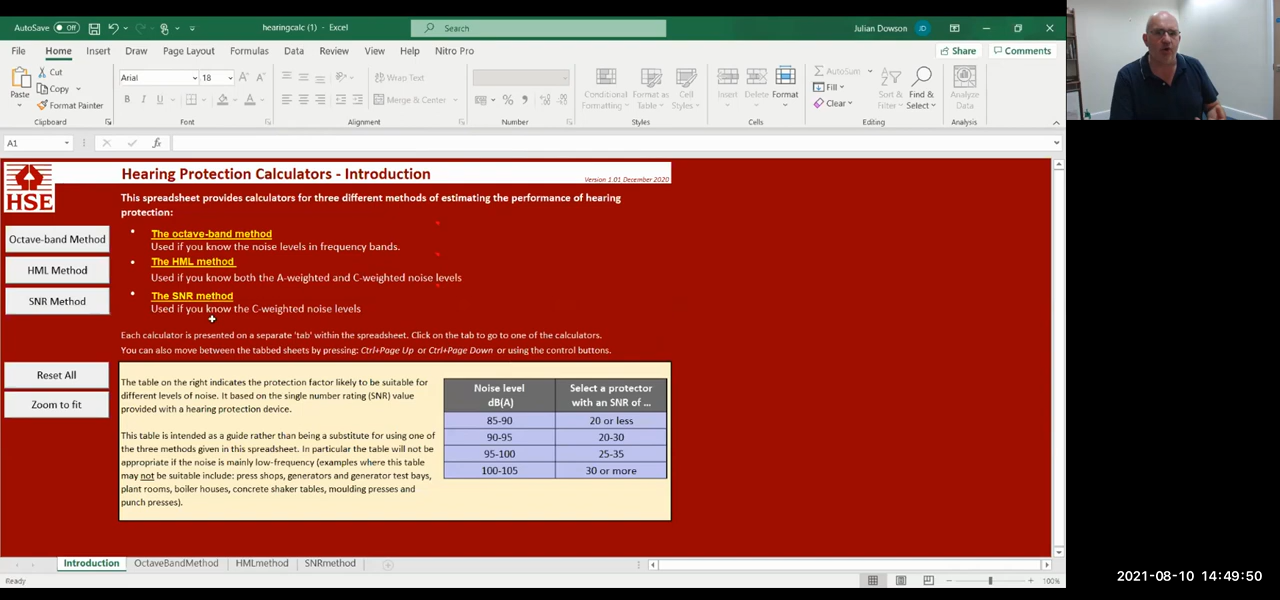 AutoSave Off hearingcalc (1) - Excel Search Julian Dowson JD
File Home Insert Draw Page Layout Formulas Data Review View Help Nitro Pro Share Comments
Paste Cut Copy Format Painter
Clipboard
Arial 18
B I U
Font
Wrap Text
Merge & Center
Alignment
Number
Conditional Formatting
Format as Table
Cell Styles
Styles
Insert Delete Format
Cells
AutoSum
Fill
Clear
Sort & Filter
Find & Select
Editing
Analyze Data
Analysis
A1 fx
HSE
Hearing Protection Calculators - Introduction
Version 1.01 December 2020
This spreadsheet provides calculators for three different methods of estimating the performance of hearing
protection:
Octave-band Method
HML Method
SNR Method
• The octave-band method
Used if you know the noise levels in frequency bands.
• The HML method
Used if you know both the A-weighted and C-weighted noise levels
• The SNR method
Used if you know the C-weighted noise levels
Each calculator is presented on a separate 'tab' within the spreadsheet. Click on the tab to go to one of the calculators.
You can also move between the tabbed sheets by pressing: Ctrl+Page Up or Ctrl+Page Down or using the control buttons.
Reset All
Zoom to fit
The table on the right indicates the protection factor likely to be suitable for
different levels of noise. It based on the single number rating (SNR) value
provided with a hearing protection device.
This table is intended as a guide rather than being a substitute for using one of
the three methods given in this spreadsheet. In particular the table will not be
appropriate if the noise is mainly low-frequency (examples where this table
may not be suitable include: press shops, generators and generator test bays,
plant rooms, boiler houses, concrete shaker tables, moulding presses and
punch presses).
Noise level dB(A) Select a protector with an SNR of ...
85-90 20 or less
90-95 20-30
95-100 25-35
100-105 30 or more
Introduction OctaveBandMethod HMLmethod SNRmethod
Ready 100%
2021-08-10 14:49:50